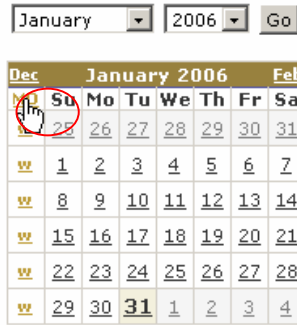 January 2006 Go
Dec January 2006 Feb
MO Su Mo Tu We Th Fr Sa
w 25 26 27 28 29 30 31
w 1 2 3 4 5 6 7
w 8 9 10 11 12 13 14
w 15 16 17 18 19 20 21
w 22 23 24 25 26 27 28
w 29 30 31 1 2 3 4